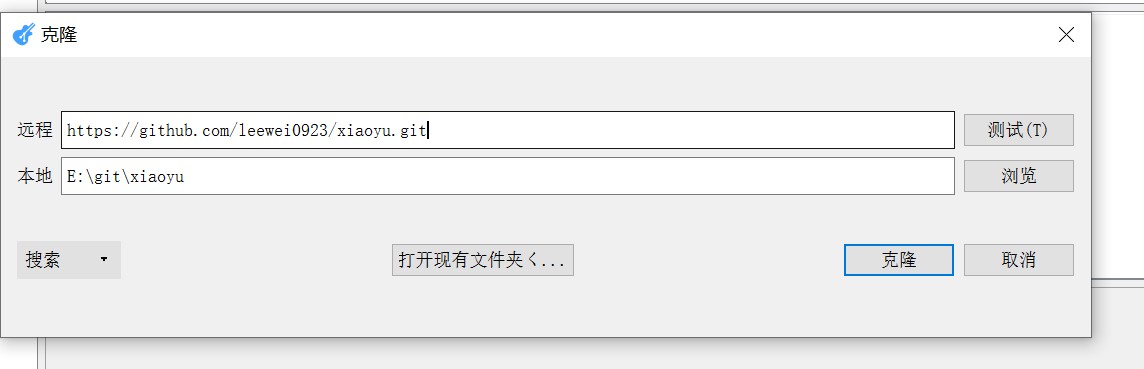 克隆
远程 https://github.com/leewei0923/xiaoyu.git 测试(T)
本地 E:\git\xiaoyu 浏览
搜索 打开现有文件夹く... 克隆 取消